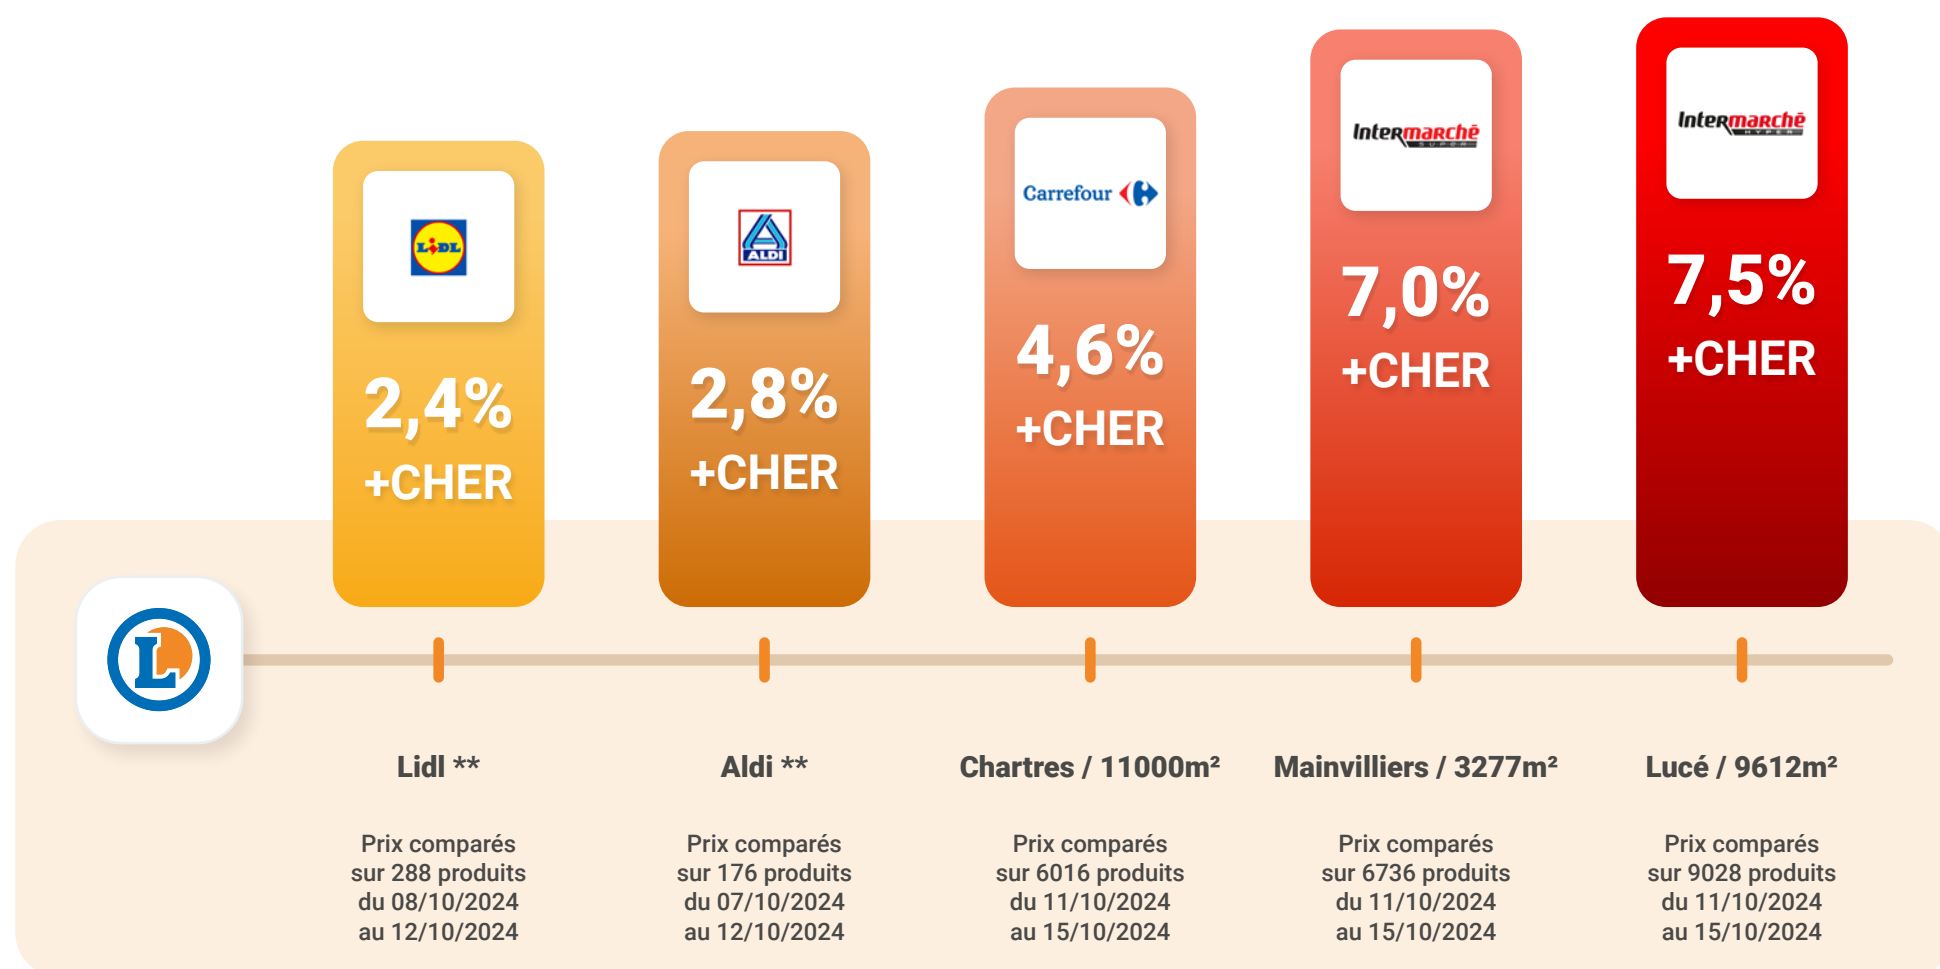 LiDL
2,4%
+CHER
ALDI
2,8%
+CHER
Carrefour
4,6%
+CHER
Intermarchē
SUPER
7,0%
+CHER
Intermarchē
HYPER
7,5%
+CHER
L
Lidl **
Prix comparés
sur 288 produits
du 08/10/2024
au 12/10/2024
Aldi **
Prix comparés
sur 176 produits
du 07/10/2024
au 12/10/2024
Chartres / 11000m²
Prix comparés
sur 6016 produits
du 11/10/2024
au 15/10/2024
Mainvilliers / 3277m²
Prix comparés
sur 6736 produits
du 11/10/2024
au 15/10/2024
Lucé / 9612m²
Prix comparés
sur 9028 produits
du 11/10/2024
au 15/10/2024